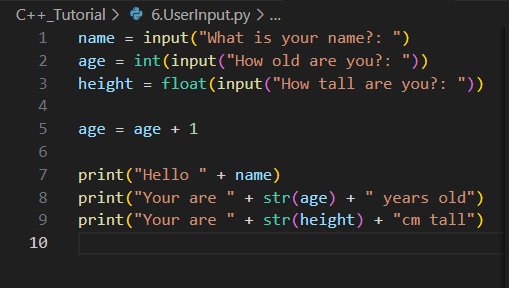 C++_Tutorial > 6.UserInput.py > ...
1 name = input("What is your name?: ")
2 age = int(input("How old are you?: "))
3 height = float(input("How tall are you?: "))
4
5 age = age + 1
6
7 print("Hello " + name)
8 print("Your are " + str(age) + " years old")
9 print("Your are " + str(height) + "cm tall")
10